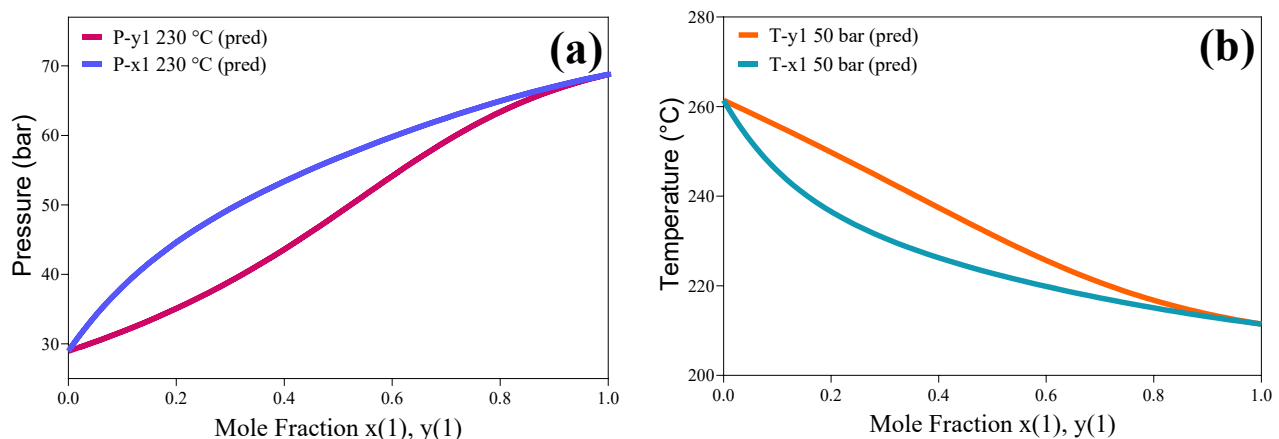 P-y1 230 °C (pred)
P-x1 230 °C (pred)
(a)
70
60
50
40
30
Pressure (bar)
0.0 0.2 0.4 0.6 0.8 1.0
Mole Fraction x(1), y(1)
T-y1 50 bar (pred)
T-x1 50 bar (pred)
(b)
280
260
240
220
200
Temperature (°C)
0.0 0.2 0.4 0.6 0.8 1.0
Mole Fraction x(1), y(1)